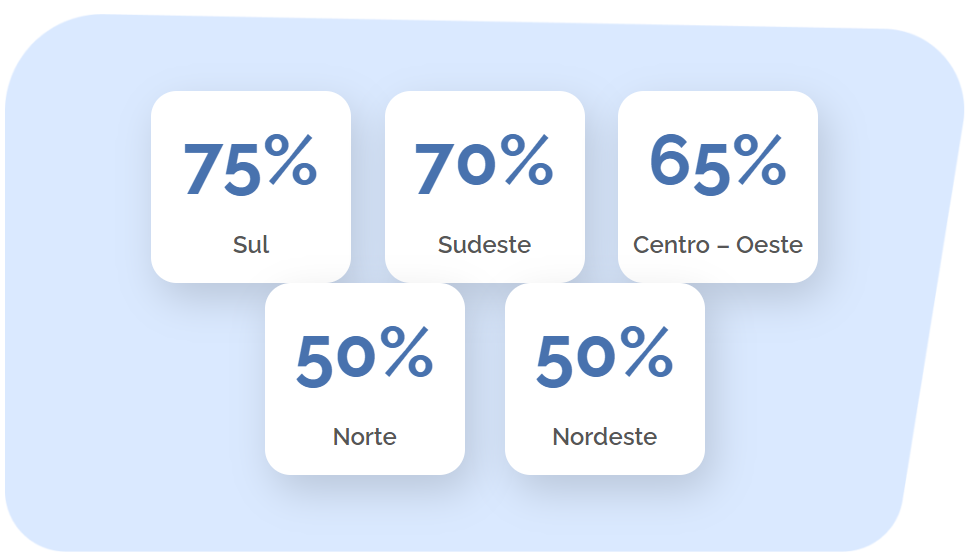 75%
Sul
70%
Sudeste
65%
Centro – Oeste
50%
Norte
50%
Nordeste